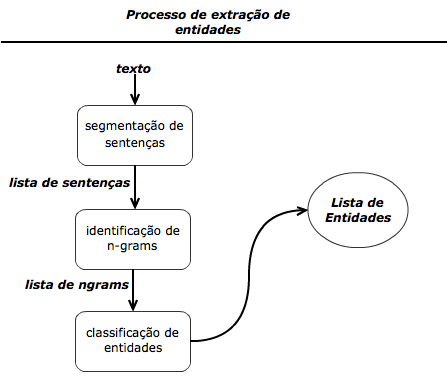 Processo de extração de
entidades
texto
segmentação de
sentenças
lista de sentenças
identificação de
n-grams
lista de ngrams
classificação de
entidades
Lista de
Entidades